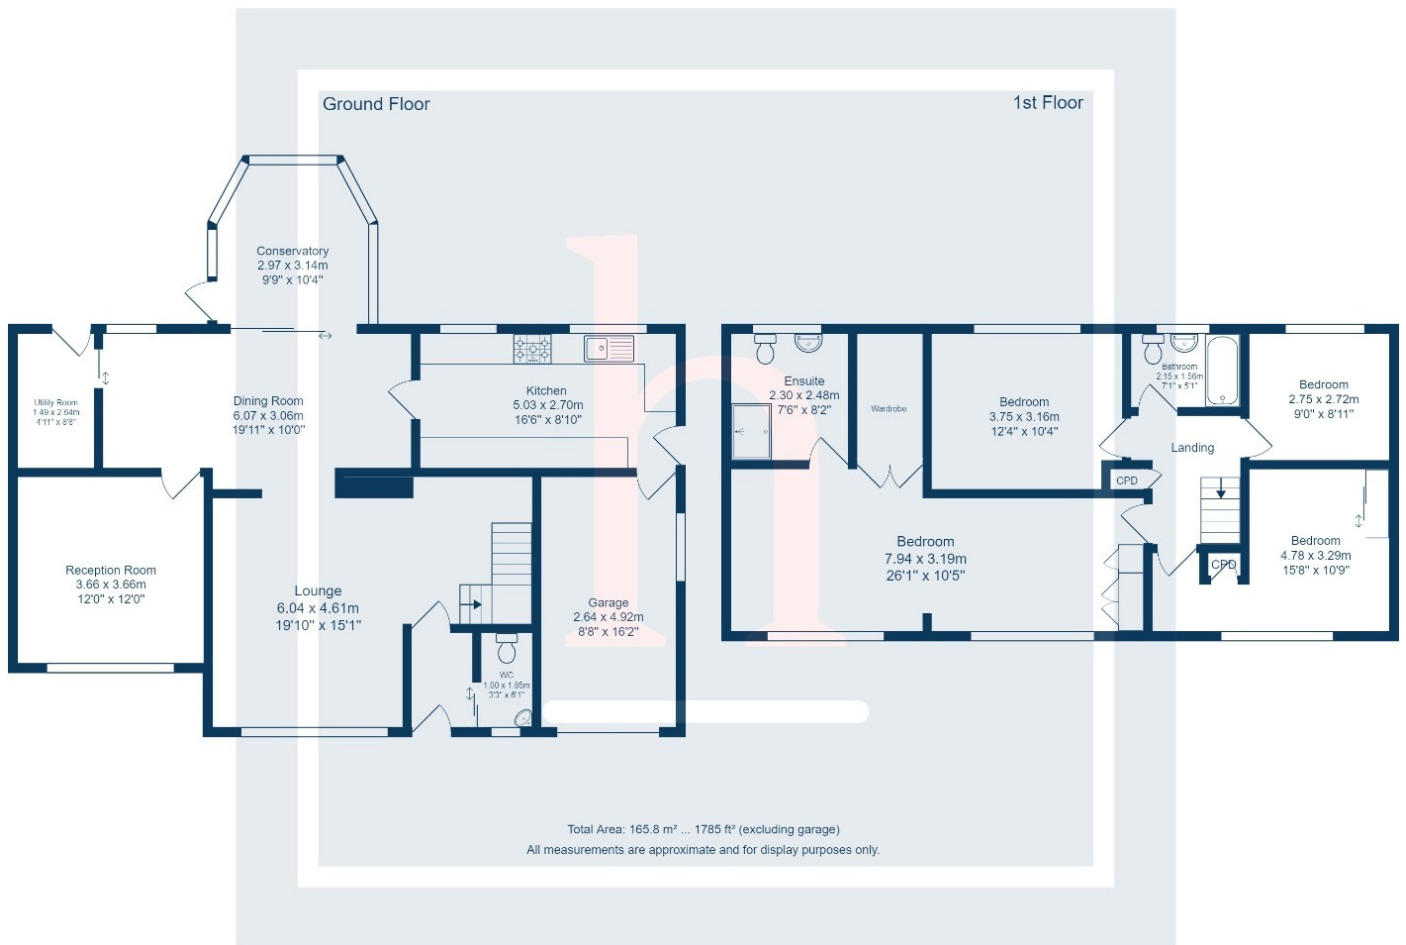 Ground Floor
1st Floor
Conservatory
2.97 x 3.14m
9'9" x 10'4"
Utility Room
1.49 x 2.64m
4'11" x 8'8"
Dining Room
6.07 x 3.06m
19'11" x 10'0"
Kitchen
5.03 x 2.70m
16'6" x 8'10"
Reception Room
3.66 x 3.66m
12'0" x 12'0"
Lounge
6.04 x 4.61m
19'10" x 15'1"
WC
1.00 x 1.85m
3'3" x 6'1"
Garage
2.64 x 4.92m
8'8" x 16'2"
Ensuite
2.30 x 2.48m
7'6" x 8'2"
Wardrobe
Bedroom
3.75 x 3.16m
12'4" x 10'4"
Bathroom
2.15 x 1.56m
7'1" x 5'1"
Bedroom
2.75 x 2.72m
9'0" x 8'11"
Landing
CPD
Bedroom
7.94 x 3.19m
26'1" x 10'5"
CPD
Bedroom
4.78 x 3.29m
15'8" x 10'9"
h
Total Area: 165.8 m² ... 1785 ft² (excluding garage)
All measurements are approximate and for display purposes only.